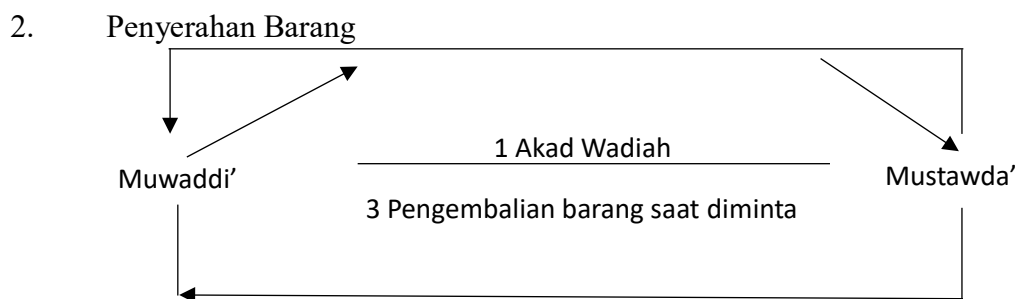 2. Penyerahan Barang
1 Akad Wadiah
Muwaddi’
Mustawda’
3 Pengembalian barang saat diminta